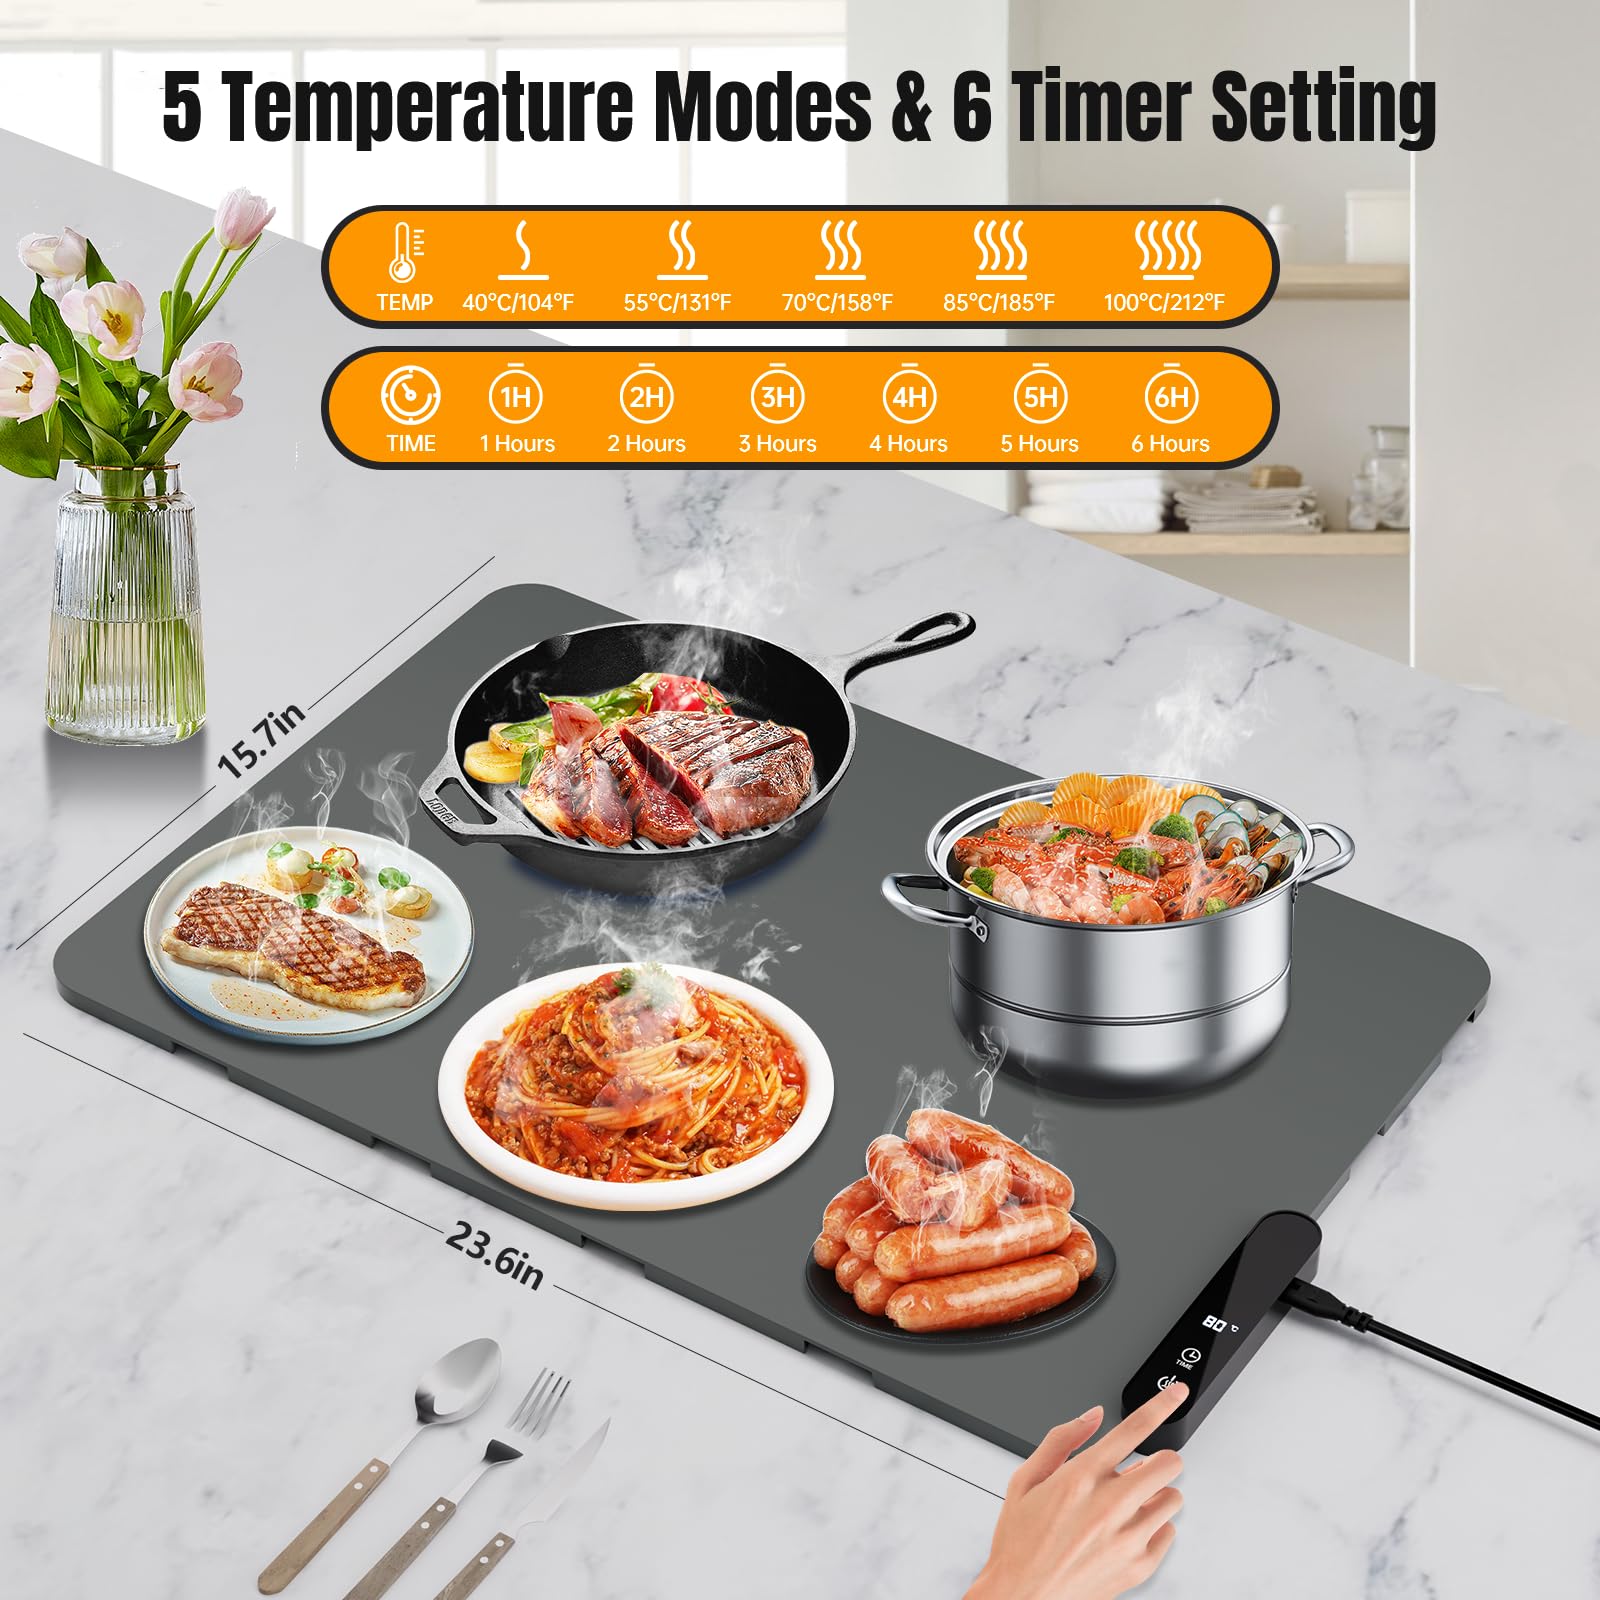 5 Temperature Modes & 6 Timer Setting
TEMP 40°C/104°F 55°C/131°F 70°C/158°F 85°C/185°F 100°C/212°F
1H 2H 3H 4H 5H 6H
TIME 1 Hours 2 Hours 3 Hours 4 Hours 5 Hours 6 Hours
15.7in
LODGE
23.6in
80 °C
TIME